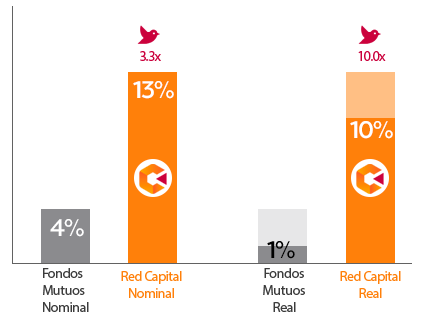 3.3x
10.0x
13%
10%
4%
1%
Fondos
Mutuos
Nominal
Red Capital
Nominal
Fondos
Mutuos
Real
Red Capital
Real